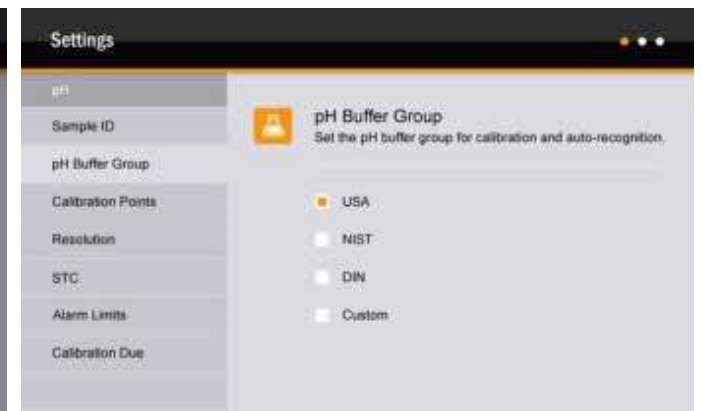 Settings
pH
Sample ID
pH Buffer Group
Calibration Points
Resolution
STC
Alarm Limits
Calibration Due
pH Buffer Group
Set the pH buffer group for calibration and auto-recognition.
USA
NIST
DIN
Custom